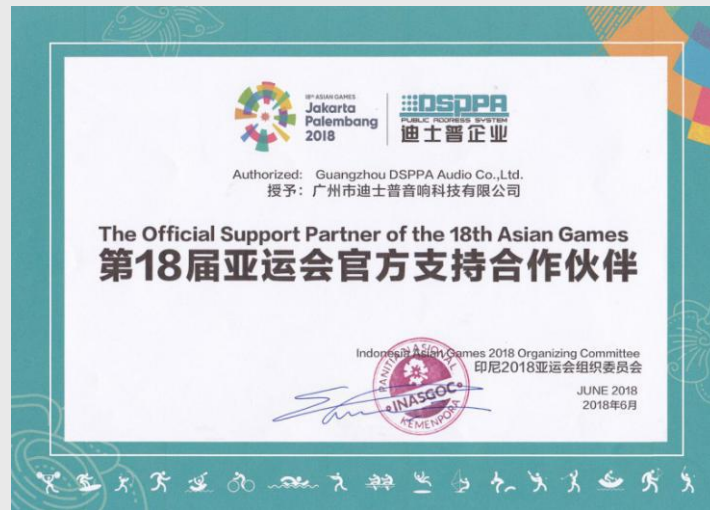 18th ASIAN GAMES
Jakarta
Palembang
2018
DSPPA
PUBLIC ADDRESS SYSTEM
迪士普企业
Authorized: Guangzhou DSPPA Audio Co.,Ltd.
授予：广州市迪士普音响科技有限公司
The Official Support Partner of the 18th Asian Games
第18届亚运会官方支持合作伙伴
Indonesia Asian Games 2018 Organizing Committee
印尼2018亚运会组织委员会
PANITIA NASIONAL
INASGOC
KEMENPORA
JUNE 2018
2018年6月